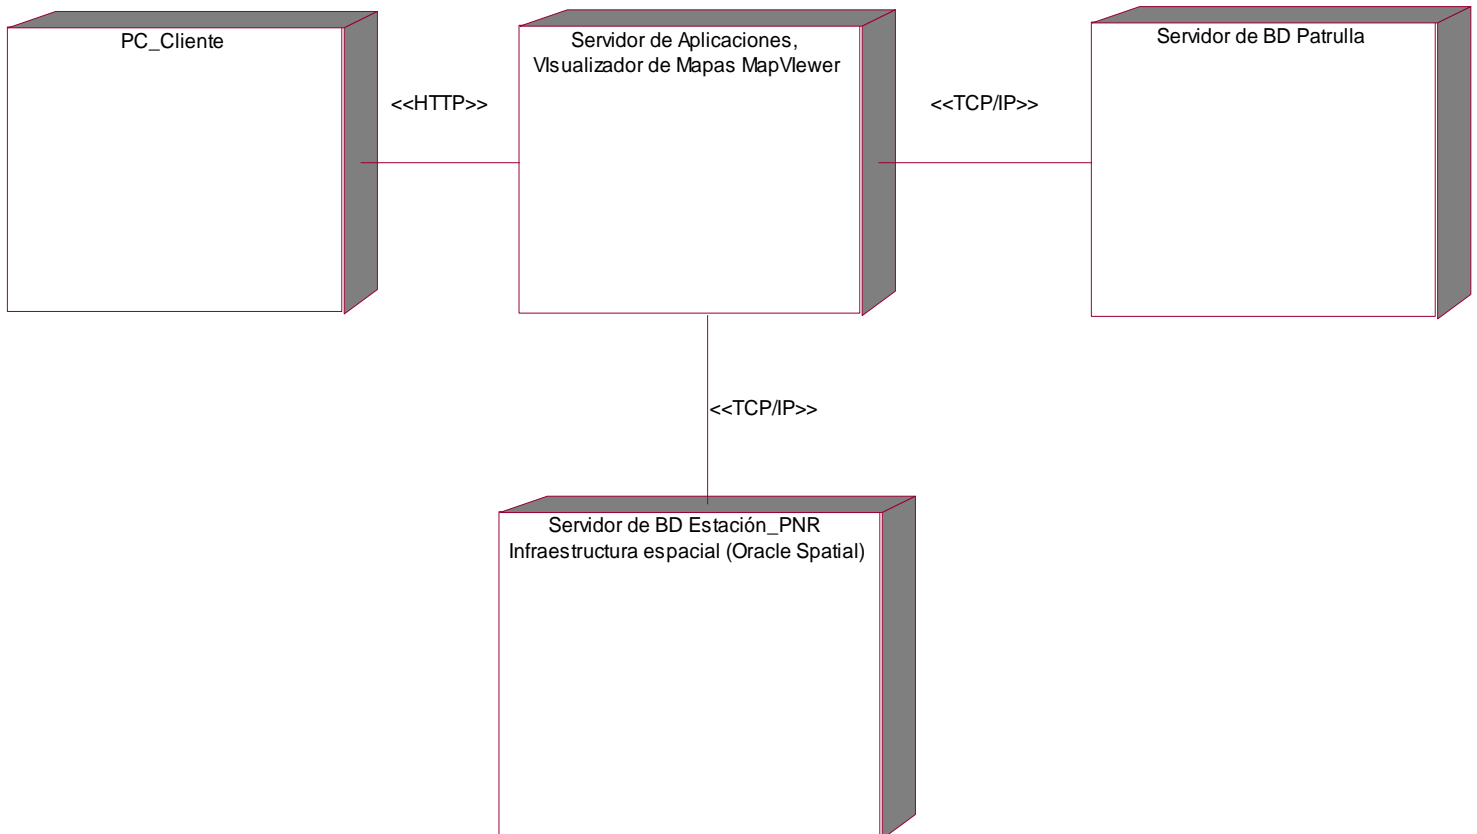 PC_Cliente
Servidor de Aplicaciones,
VIsualizador de Mapas MapVIewer
Servidor de BD Patrulla
<<HTTP>>
<<TCP/IP>>
<<TCP/IP>>
Servidor de BD Estación_PNR
Infraestructura espacial (Oracle Spatial)